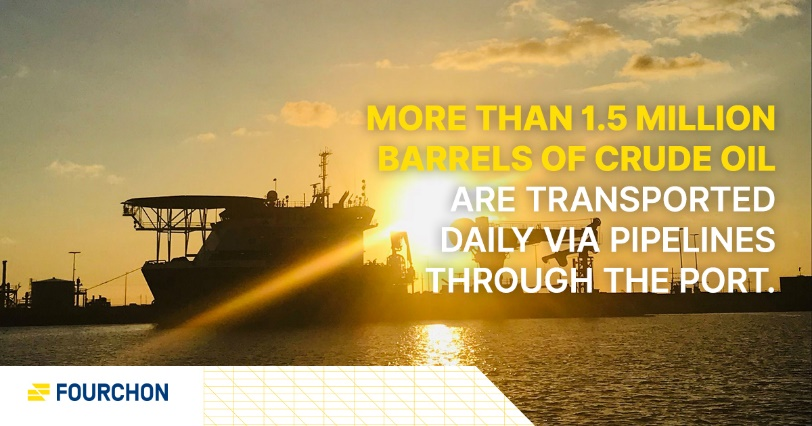 MORE THAN 1.5 MILLION
BARRELS OF CRUDE OIL
ARE TRANSPORTED
DAILY VIA PIPELINES
THROUGH THE PORT.
FOURCHON